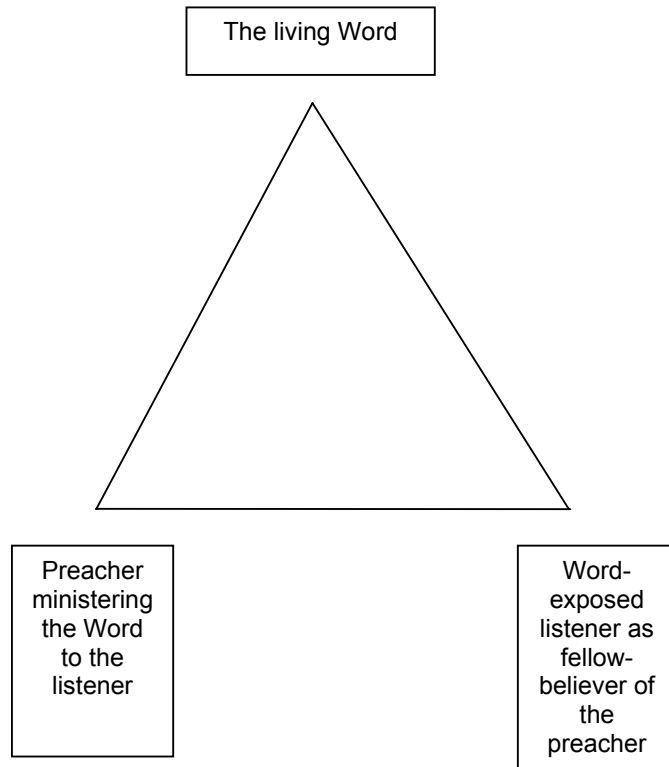 The living Word
Preacher
ministering
the Word
to the
listener
Word-
exposed
listener as
fellow-
believer of
the
preacher